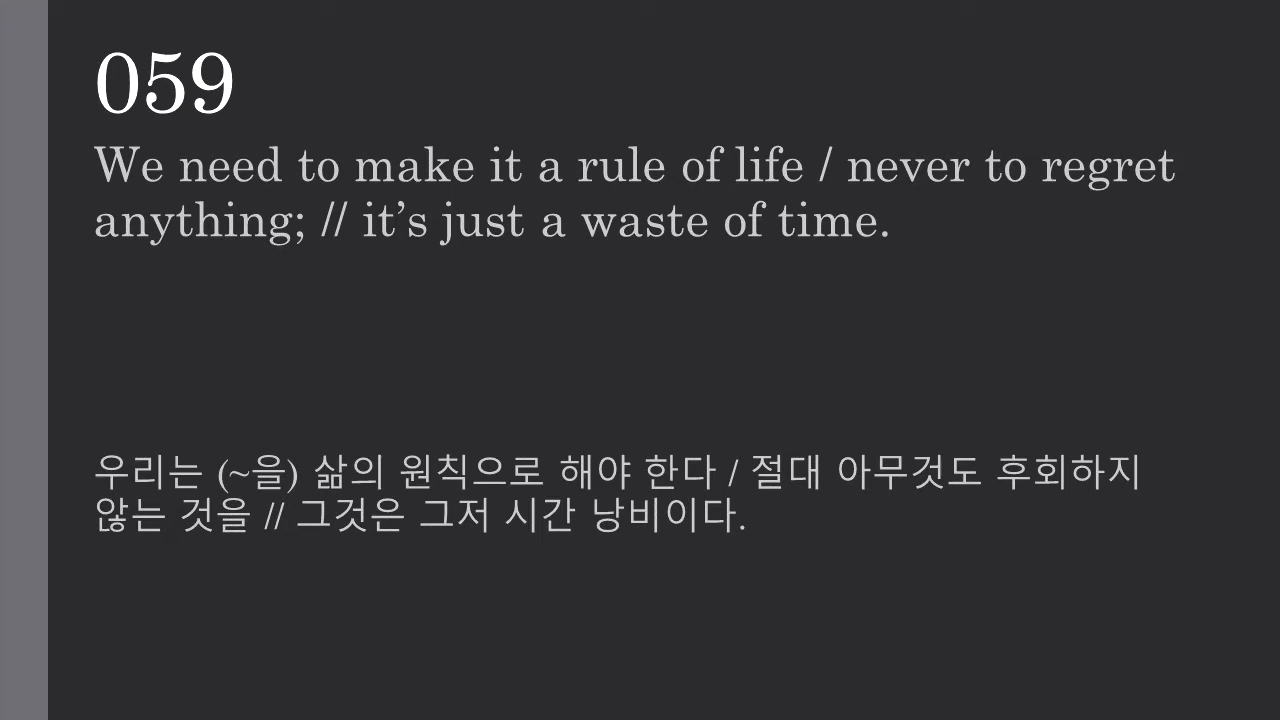 059
We need to make it a rule of life / never to regret
anything; // it’s just a waste of time.
우리는 (~을) 삶의 원칙으로 해야 한다 / 절대 아무것도 후회하지
않는 것을 // 그것은 그저 시간 낭비이다.